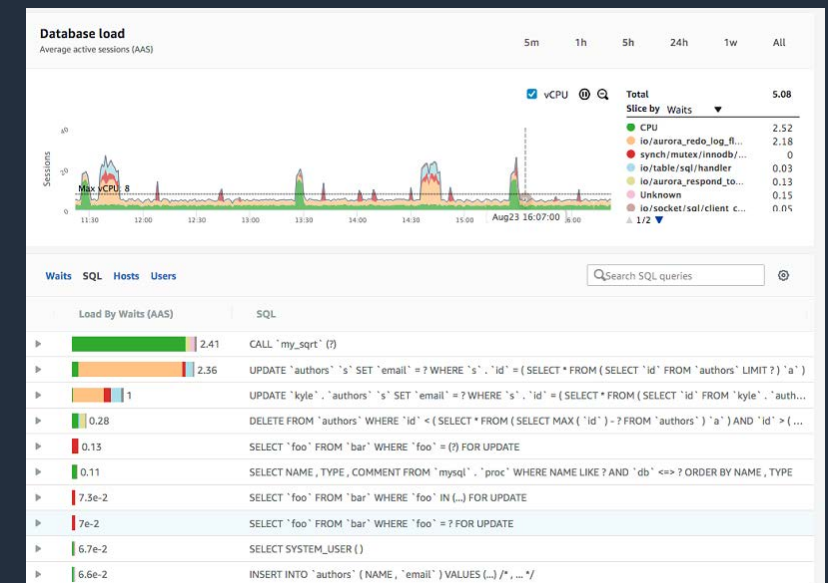 Database load
Average active sessions (AAS)
5m 1h 5h 24h 1w All
vCPU
Total 5.08
Slice by Waits
CPU 2.52
io/aurora_redo_log_fl... 2.18
synch/mutex/innodb/... 0
io/table/sql/handler 0.03
io/aurora_respond_to... 0.13
Unknown 0.15
io/socket/sql/client_c... 0.05
1/2
Sessions
40
20
0
Max vCPU: 8
11:30 12:00 12:30 13:00 13:30 14:00 14:30 15:00 Aug23 16:07:00 6:00
Waits SQL Hosts Users
Search SQL queries
Load By Waits (AAS) SQL
2.41 CALL `my_sqrt` (?)
2.36 UPDATE `authors` `s` SET `email` = ? WHERE `s` . `id` = ( SELECT * FROM ( SELECT `id` FROM `authors` LIMIT ? ) `a` )
1 UPDATE `kyle` . `authors` `s` SET `email` = ? WHERE `s` . `id` = ( SELECT * FROM ( SELECT `id` FROM `kyle` . `auth...
0.28 DELETE FROM `authors` WHERE `id` < ( SELECT * FROM ( SELECT MAX ( `id` ) - ? FROM `authors` ) `a` ) AND `id` > ( ...
0.13 SELECT `foo` FROM `bar` WHERE `foo` = (?) FOR UPDATE
0.11 SELECT NAME , TYPE , COMMENT FROM `mysql` . `proc` WHERE NAME LIKE ? AND `db` <=> ? ORDER BY NAME , TYPE
7.3e-2 SELECT `foo` FROM `bar` WHERE `foo` IN (...) FOR UPDATE
7e-2 SELECT `foo` FROM `bar` WHERE `foo` = ? FOR UPDATE
6.7e-2 SELECT SYSTEM_USER ( )
6.6e-2 INSERT INTO `authors` ( NAME , `email` ) VALUES (...) /* , ... */